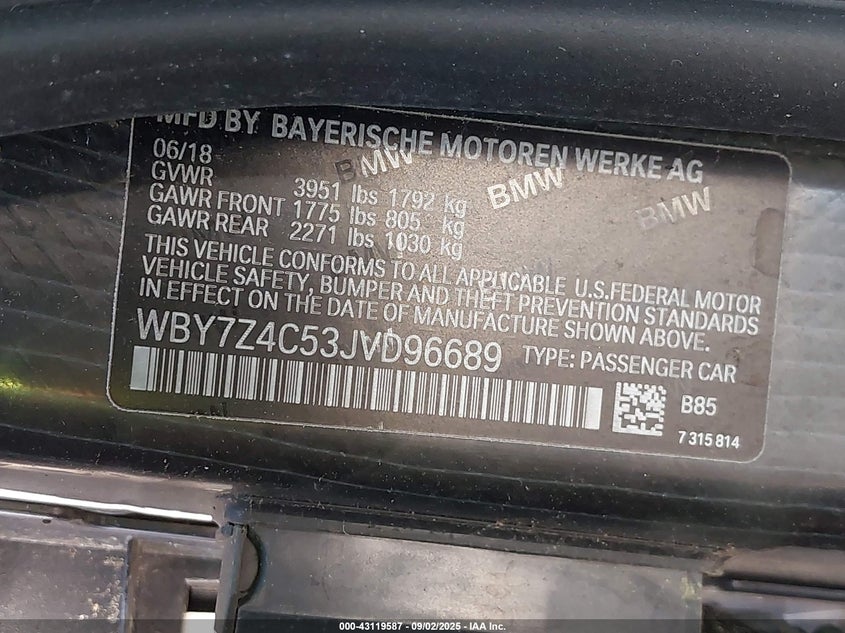 MFD BY BAYERISCHE MOTOREN WERKE AG
06/18
GVWR 3951 lbs 1792 kg
GAWR FRONT 1775 lbs 805 kg
GAWR REAR 2271 lbs 1030 kg
BMW BMW BMW
THIS VEHICLE CONFORMS TO ALL APPLICABLE U.S.FEDERAL MOTOR
VEHICLE SAFETY, BUMPER AND THEFT PREVENTION STANDARDS
IN EFFECT ON THE DATE OF MANUFACTURE SHOWN ABOVE.
WBY7Z4C53JVD96689 TYPE: PASSENGER CAR
B85
7 315 814
000-43119587 - 09/02/2025 - IAA Inc.